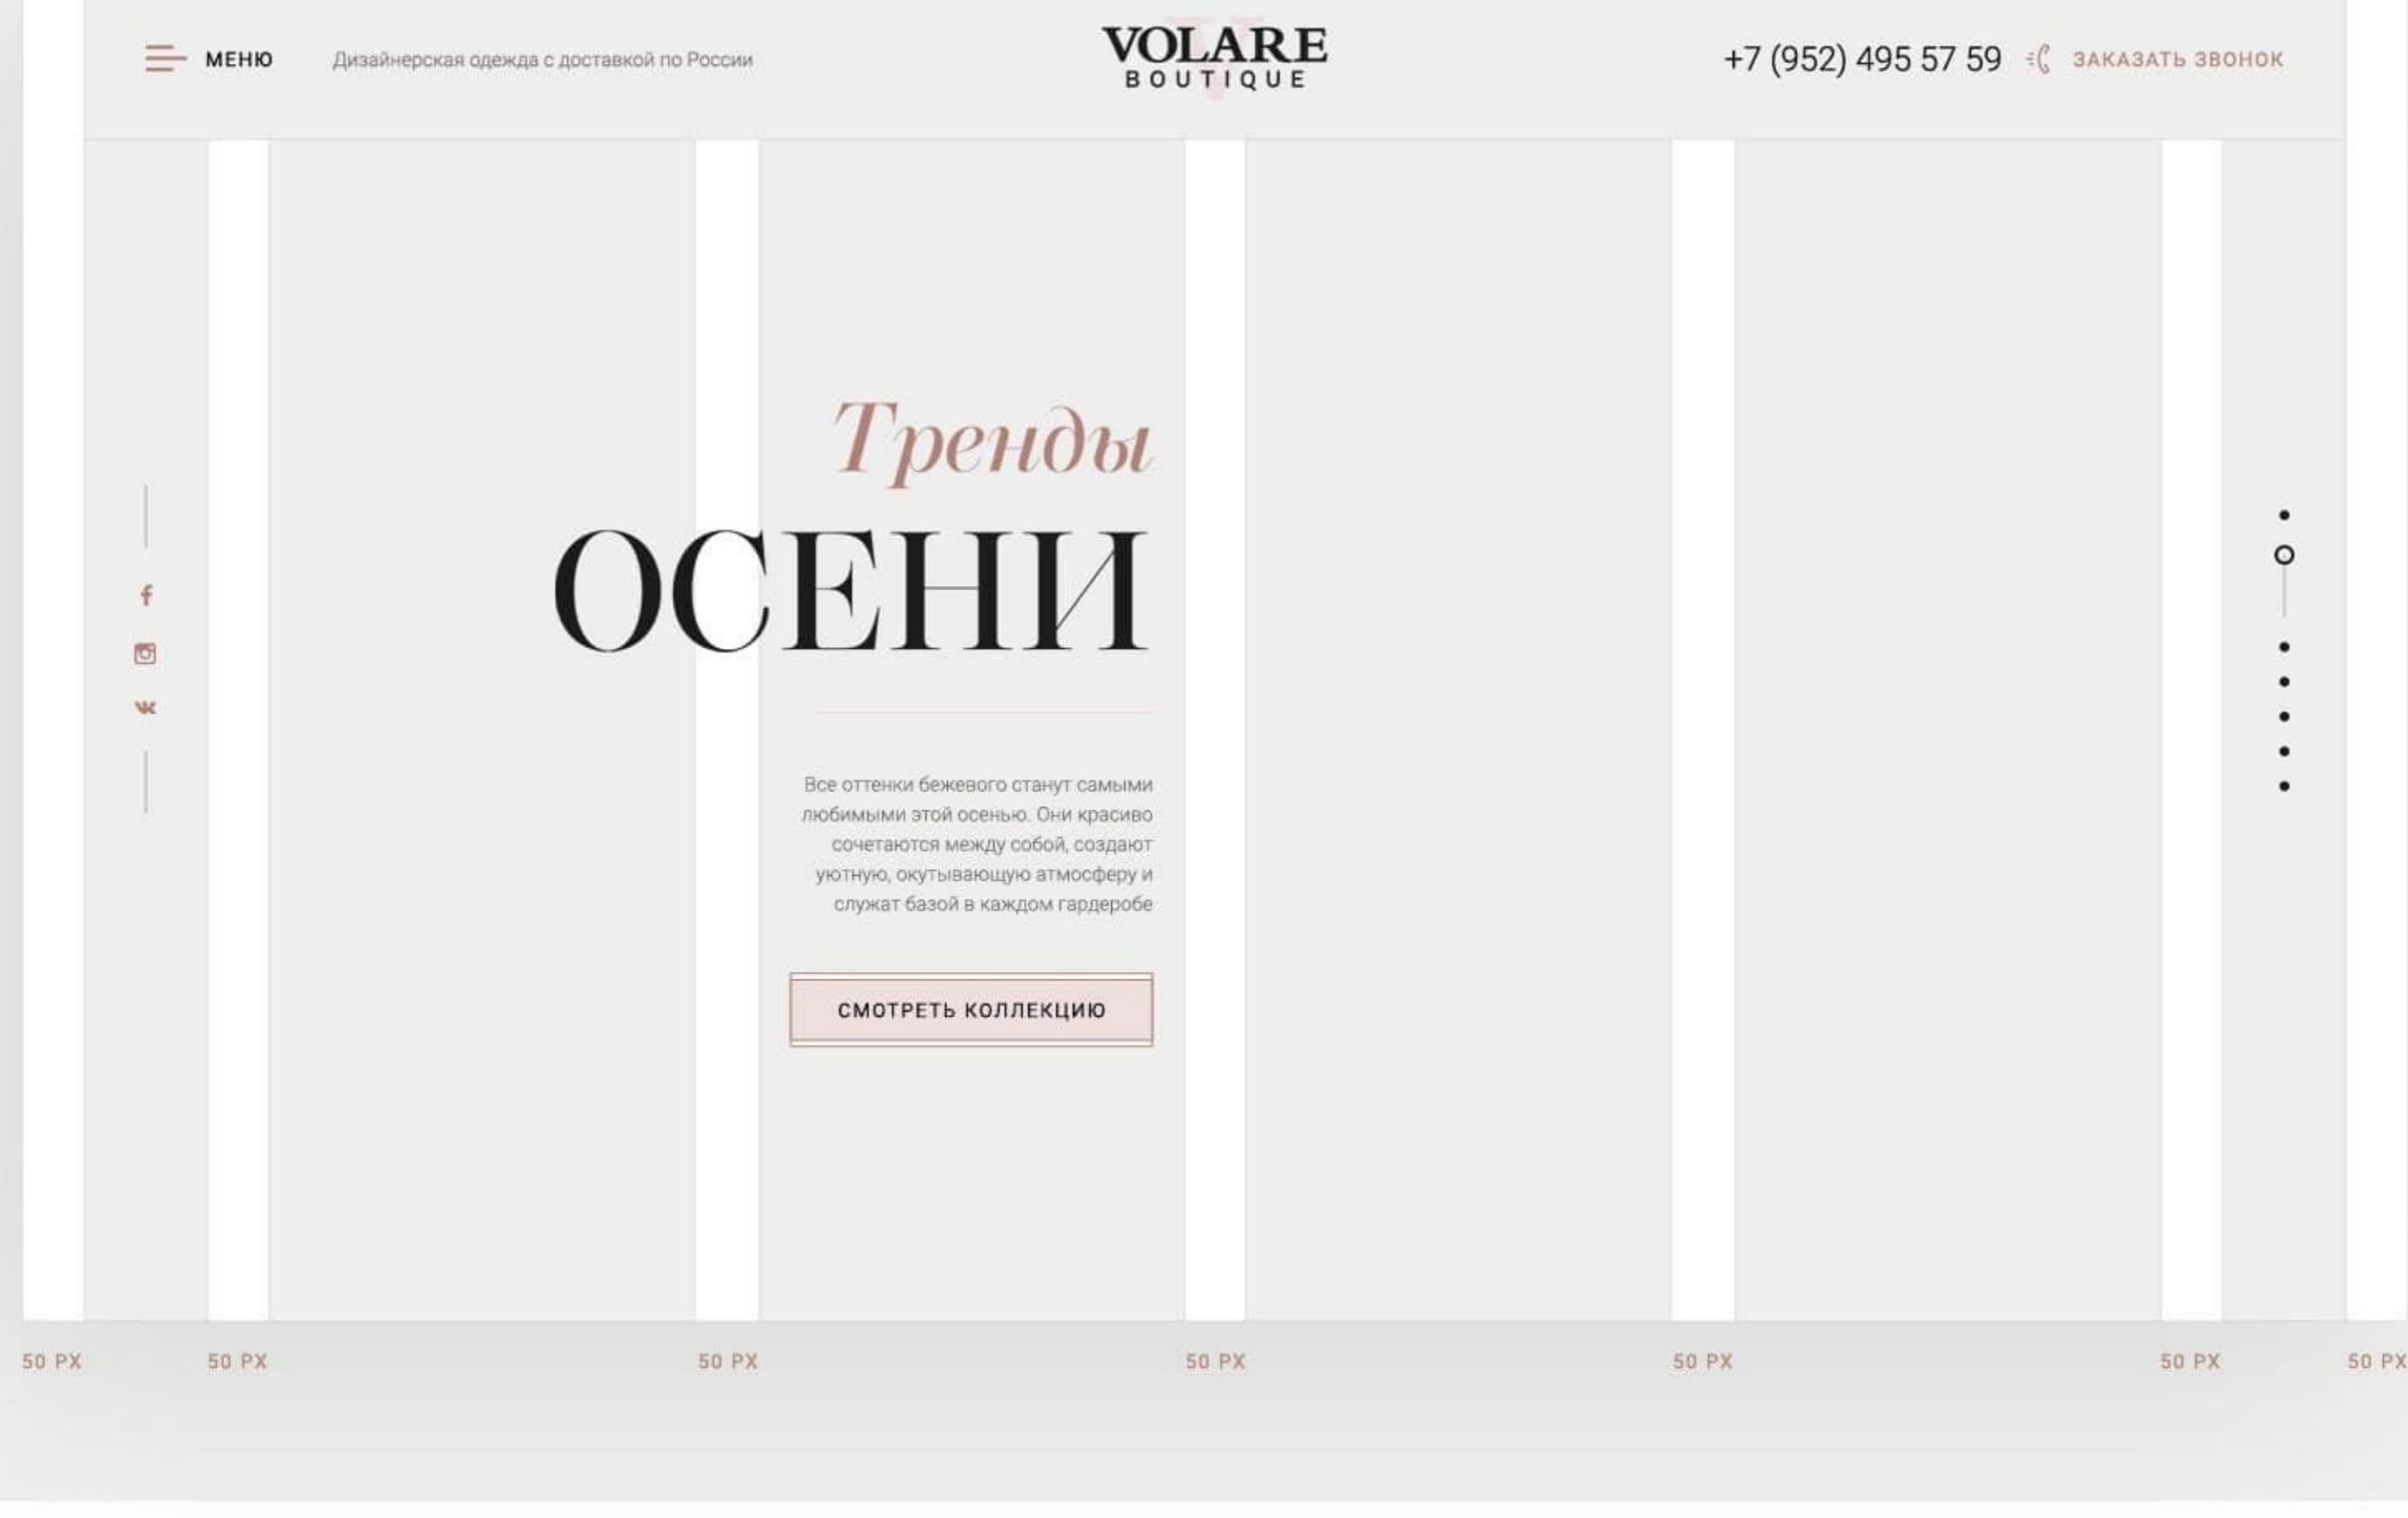 МЕНЮ
Дизайнерская одежда с доставкой по России
VOLARE
BOUTIQUE
+7 (952) 495 57 59
ЗАКАЗАТЬ ЗВОНОК
Тренды
ОСЕНИ
Все оттенки бежевого станут самыми
любимыми этой осенью. Они красиво
сочетаются между собой, создают
уютную, окутывающую атмосферу и
служат базой в каждом гардеробе
СМОТРЕТЬ КОЛЛЕКЦИЮ
50 PX
50 PX
50 PX
50 PX
50 PX
50 PX
50 PX